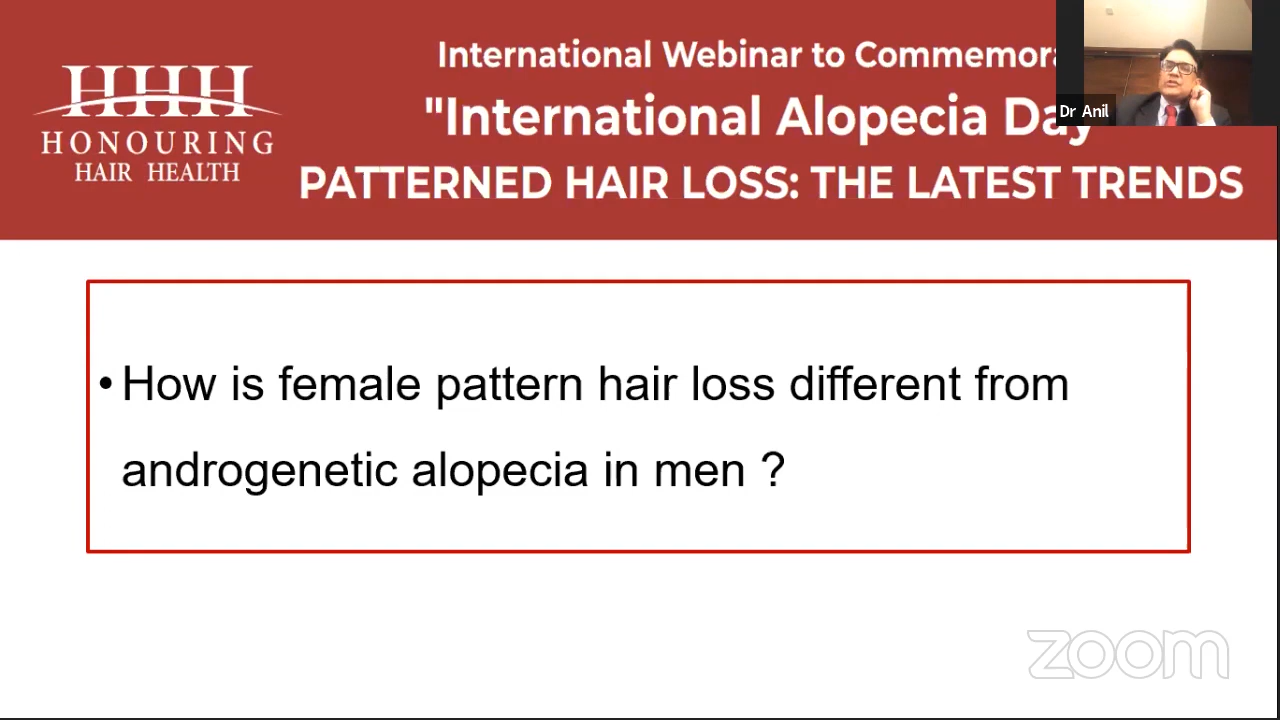 International Webinar to Commemora
"International Alopecia Day
PATTERNED HAIR LOSS: THE LATEST TRENDS
HHH
HONOURING
HAIR HEALTH
Dr Anil
• How is female pattern hair loss different from
androgenetic alopecia in men ?
zoom